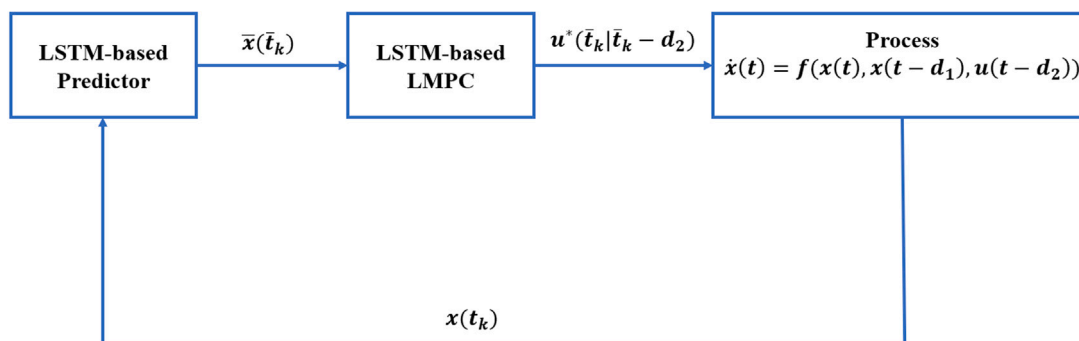 LSTM-based
Predictor
x̅(t̅ₖ)
LSTM-based
LMPC
u*(t̅ₖ|t̅ₖ − d₂)
Process
ẋ(t) = f(x(t), x(t − d₁), u(t − d₂))
x(tₖ)